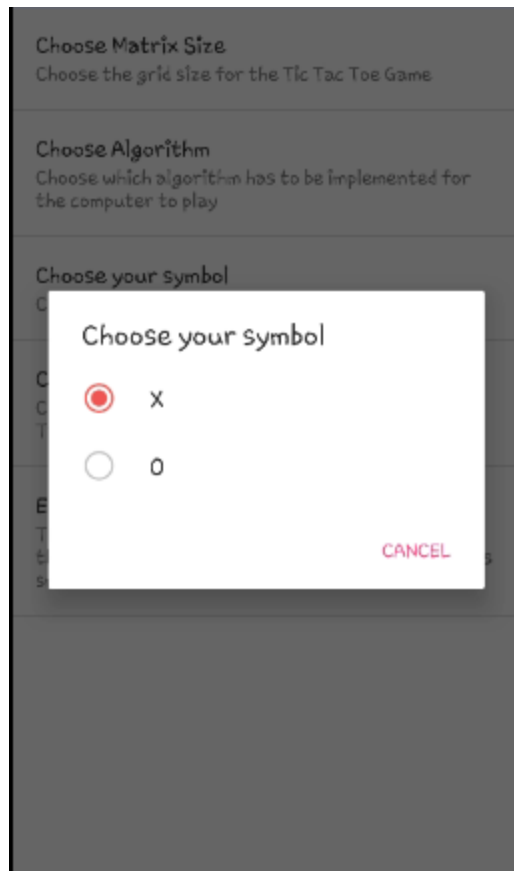 Choose Matrix Size
Choose the grid size for the Tic Tac Toe Game
Choose Algorithm
Choose which algorithm has to be implemented for
the computer to play
Choose your symbol
Choose your symbol
X
O
CANCEL